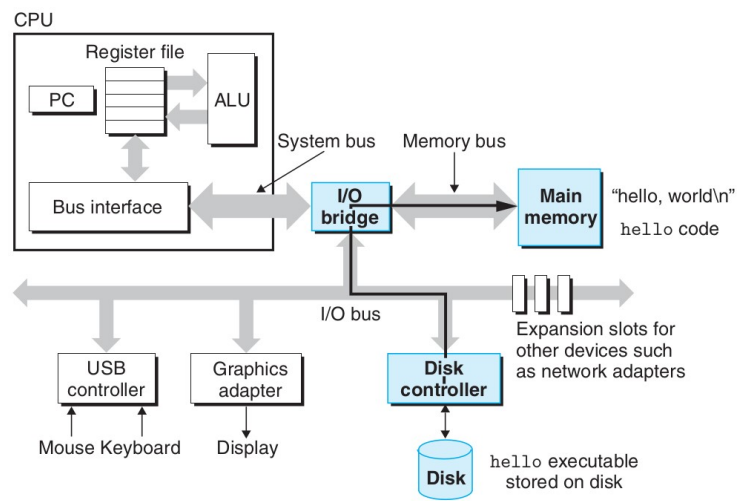 CPU
Register file
PC
ALU
System bus
Memory bus
Bus interface
I/O
bridge
Main
memory
“hello, world\n”
hello code
I/O bus
Expansion slots for
other devices such
as network adapters
USB
controller
Graphics
adapter
Disk
controller
Mouse Keyboard
Display
Disk
hello executable
stored on disk